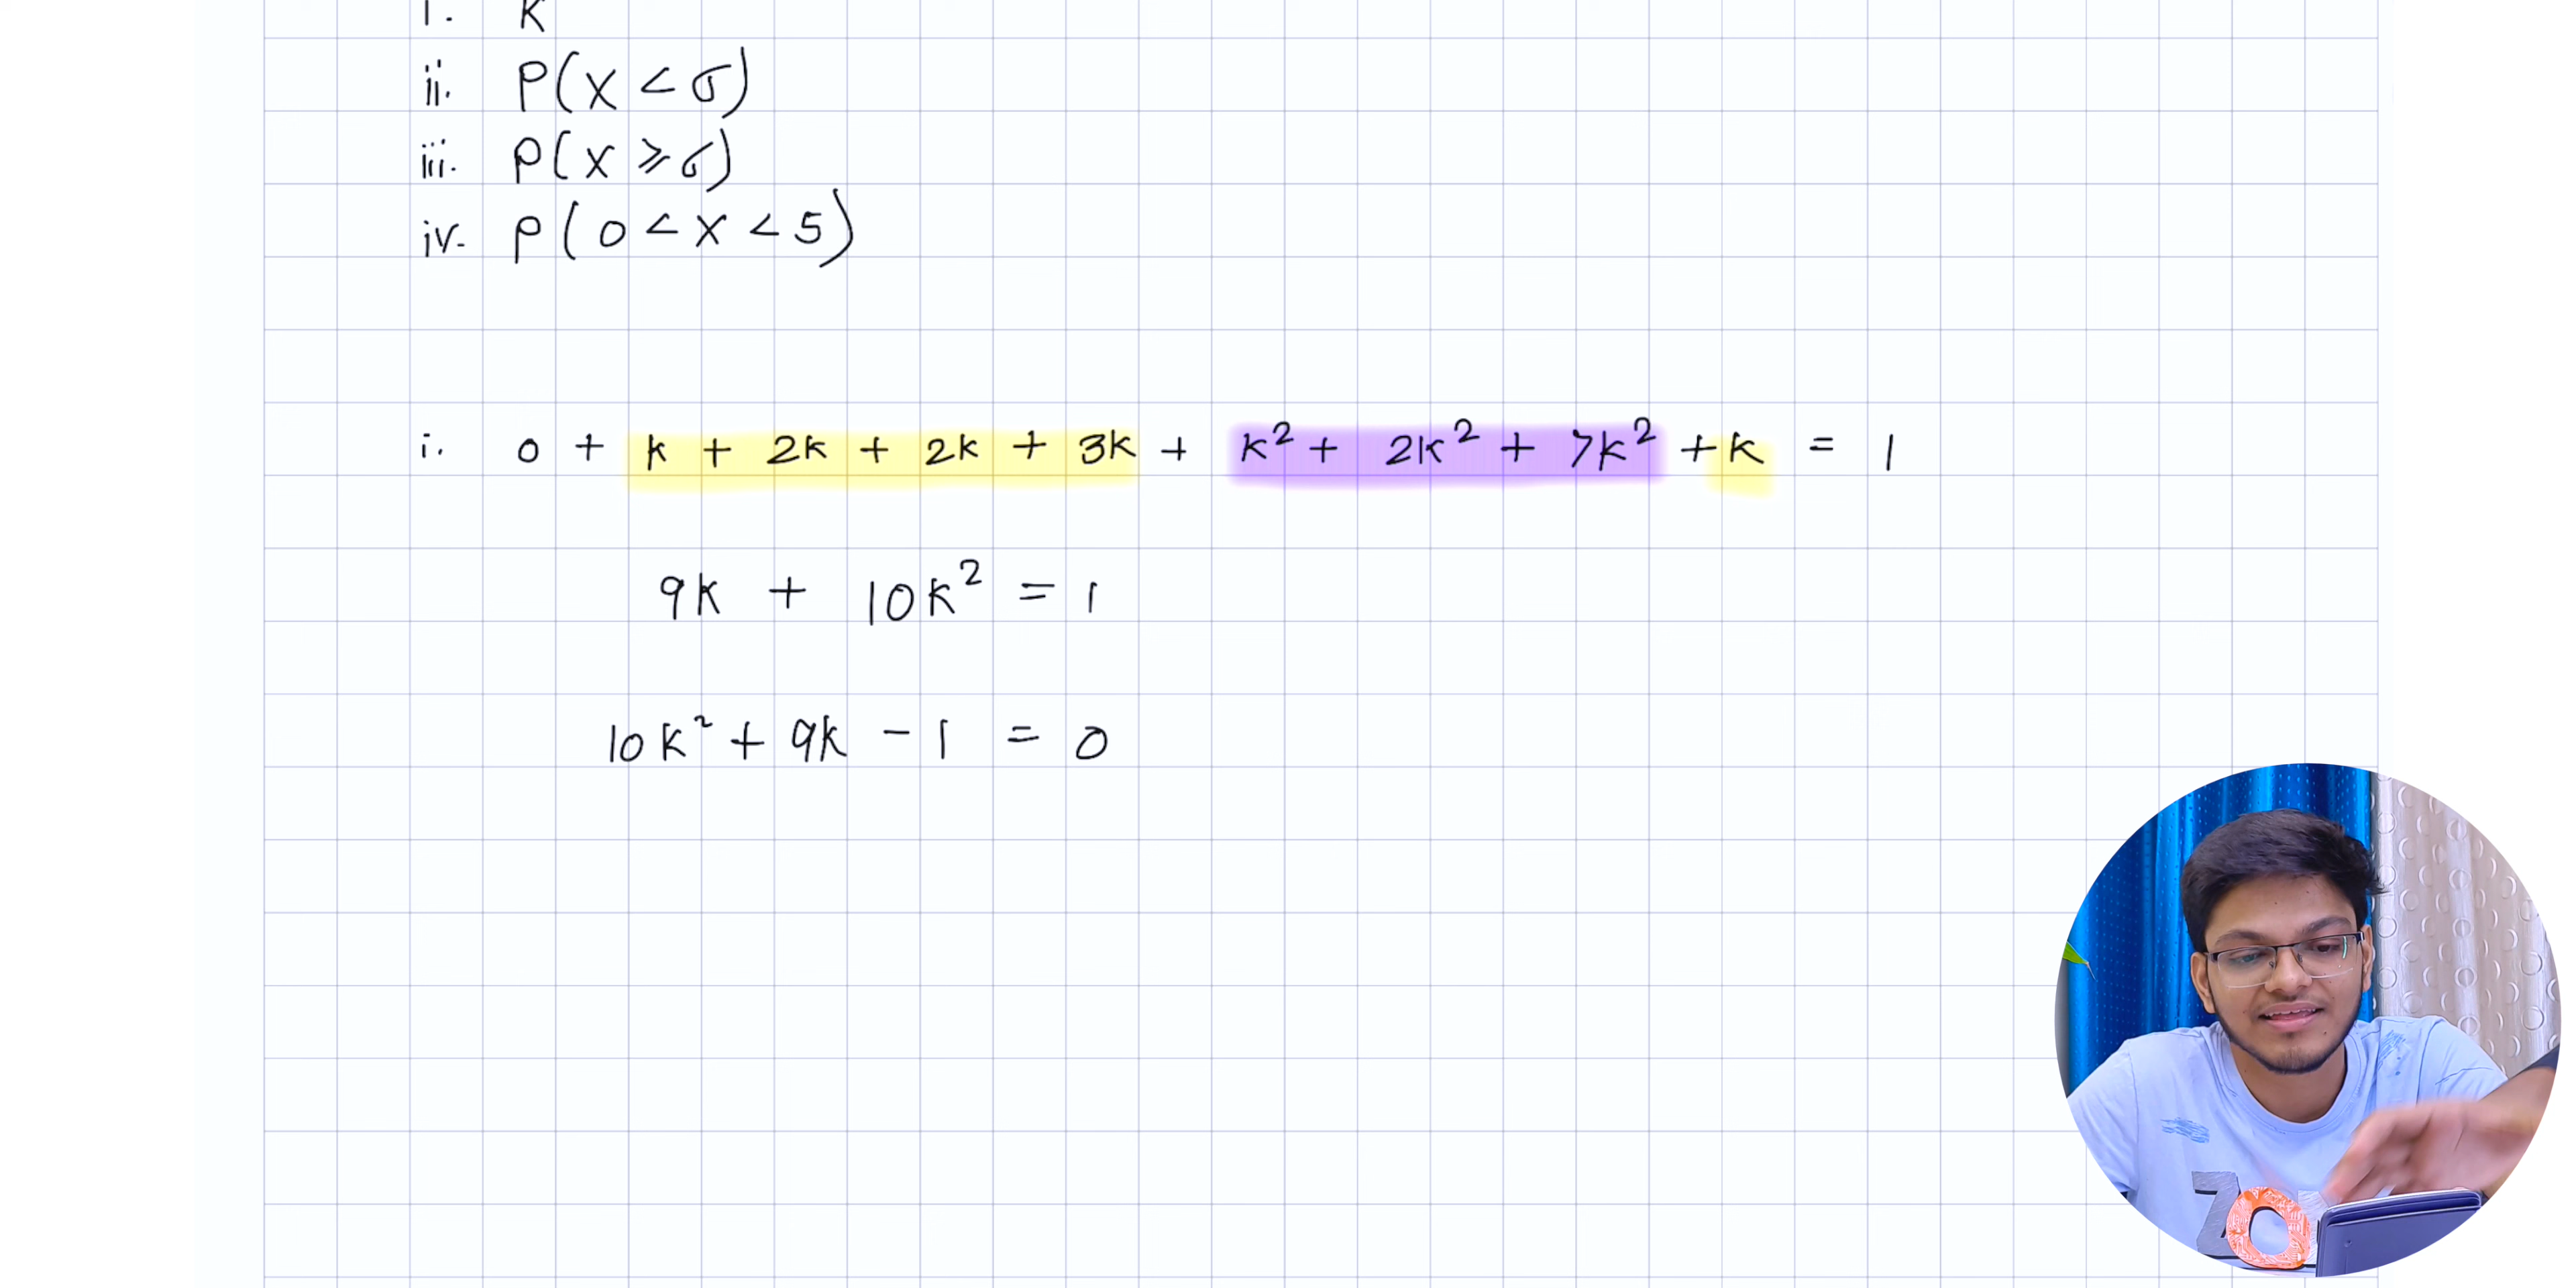 i. K
ii. P(X < 6)
iii. P(X ⩾ 6)
iv. P(0 < X < 5)
i. 0 + k + 2k + 2k + 3k + k² + 2k² + 7k² + k = 1
9k + 10k² = 1
10k² + 9k - 1 = 0
ZO